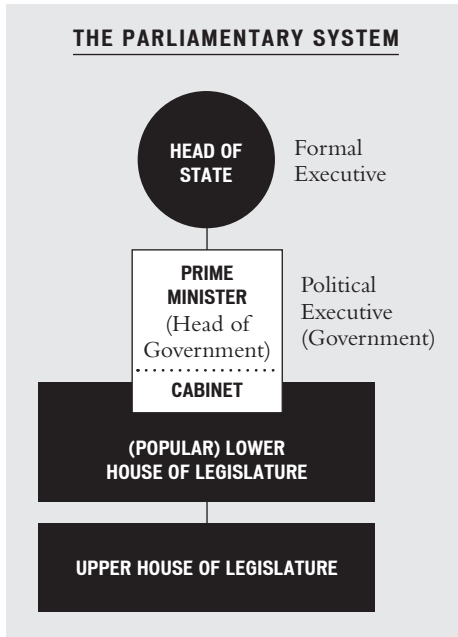 THE PARLIAMENTARY SYSTEM
HEAD OF
STATE
Formal
Executive
PRIME
MINISTER
(Head of
Government)
CABINET
Political
Executive
(Government)
(POPULAR) LOWER
HOUSE OF LEGISLATURE
UPPER HOUSE OF LEGISLATURE